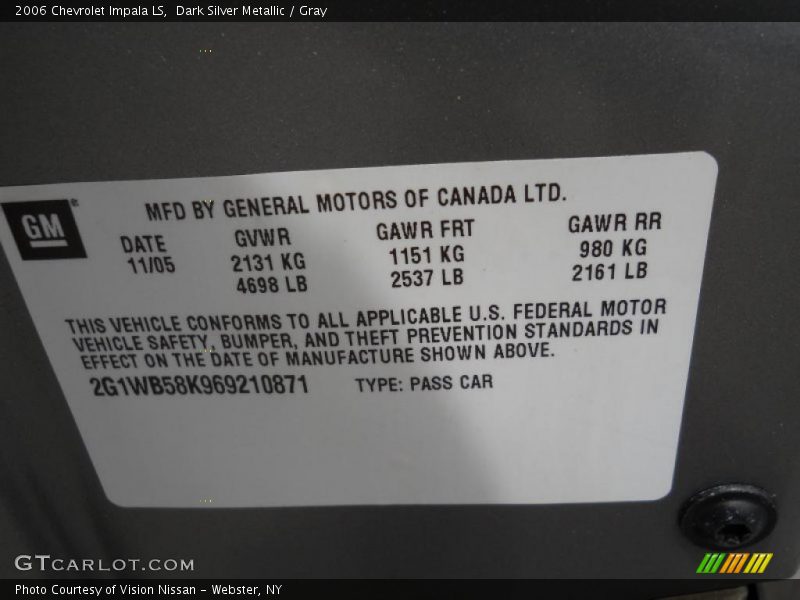 2006 Chevrolet Impala LS,  Dark Silver Metallic / Gray
GM®
MFD BY GENERAL MOTORS OF CANADA LTD.
DATE GVWR GAWR FRT GAWR RR
11/05 2131 KG 1151 KG 980 KG
4698 LB 2537 LB 2161 LB
THIS VEHICLE CONFORMS TO ALL APPLICABLE U.S. FEDERAL MOTOR
VEHICLE SAFETY, BUMPER, AND THEFT PREVENTION STANDARDS IN
EFFECT ON THE DATE OF MANUFACTURE SHOWN ABOVE.
2G1WB58K969210871 TYPE: PASS CAR
GTCARLOT.COM
Photo Courtesy of Vision Nissan - Webster, NY